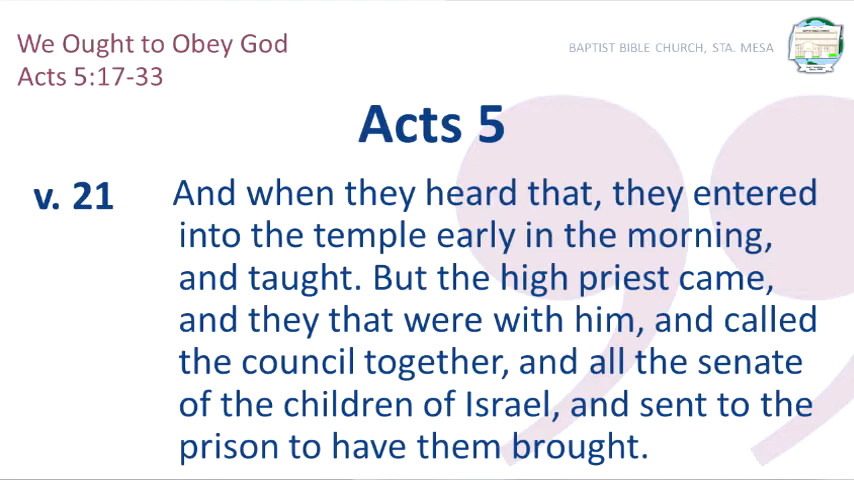 We Ought to Obey God
Acts 5:17-33
BAPTIST BIBLE CHURCH, STA. MESA
Acts 5
v. 21
And when they heard that, they entered
into the temple early in the morning,
and taught. But the high priest came,
and they that were with him, and called
the council together, and all the senate
of the children of Israel, and sent to the
prison to have them brought.